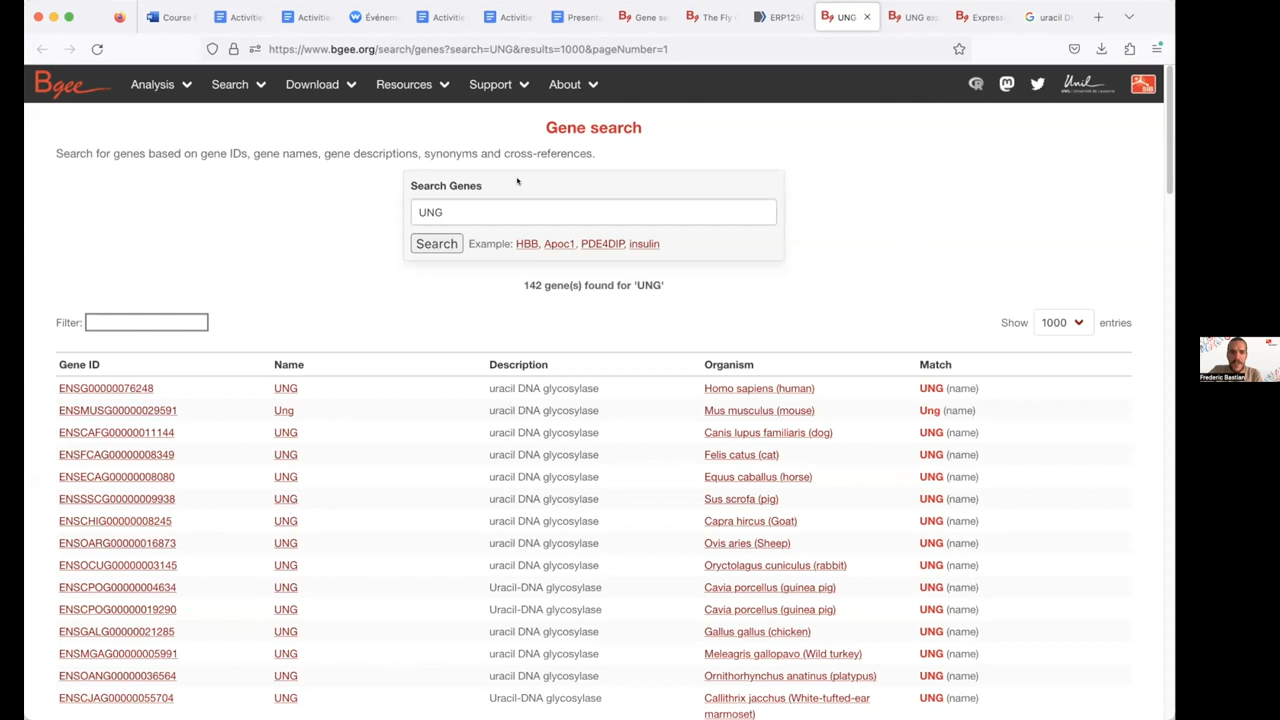 Course
Activitie
Activitie
Événem
Activitie
Activitie
Present
Gene se
The Fly
ERP129
UNG
UNG ex
Express
uracil D
https://www.bgee.org/search/genes?search=UNG&results=1000&pageNumber=1
Bgee
Analysis
Search
Download
Resources
Support
About
Unil
Gene search
Search for genes based on gene IDs, gene names, gene descriptions, synonyms and cross-references.
Search Genes
UNG
Search Example: HBB, Apoc1, PDE4DIP, insulin
142 gene(s) found for 'UNG'
Filter:
Show 1000 entries
Gene ID Name Description Organism Match
ENSG00000076248 UNG uracil DNA glycosylase Homo sapiens (human) UNG (name)
ENSMUSG00000029591 Ung uracil DNA glycosylase Mus musculus (mouse) Ung (name)
ENSCAFG00000011144 UNG uracil DNA glycosylase Canis lupus familiaris (dog) UNG (name)
ENSFCAG00000008349 UNG uracil DNA glycosylase Felis catus (cat) UNG (name)
ENSECAG00000008080 UNG uracil DNA glycosylase Equus caballus (horse) UNG (name)
ENSSSCG00000009938 UNG uracil DNA glycosylase Sus scrofa (pig) UNG (name)
ENSCHIG00000008245 UNG uracil DNA glycosylase Capra hircus (Goat) UNG (name)
ENSOARG00000016873 UNG uracil DNA glycosylase Ovis aries (Sheep) UNG (name)
ENSOCUG00000003145 UNG uracil DNA glycosylase Oryctolagus cuniculus (rabbit) UNG (name)
ENSCPOG00000004634 UNG Uracil-DNA glycosylase Cavia porcellus (guinea pig) UNG (name)
ENSCPOG00000019290 UNG Uracil-DNA glycosylase Cavia porcellus (guinea pig) UNG (name)
ENSGALG00000021285 UNG uracil DNA glycosylase Gallus gallus (chicken) UNG (name)
ENSMGAG00000005991 UNG uracil DNA glycosylase Meleagris gallopavo (Wild turkey) UNG (name)
ENSOANG00000036564 UNG uracil DNA glycosylase Ornithorhynchus anatinus (platypus) UNG (name)
ENSCJAG00000055704 UNG Uracil-DNA glycosylase Callithrix jacchus (White-tufted-ear UNG (name)
marmoset)
Frederic Bastian